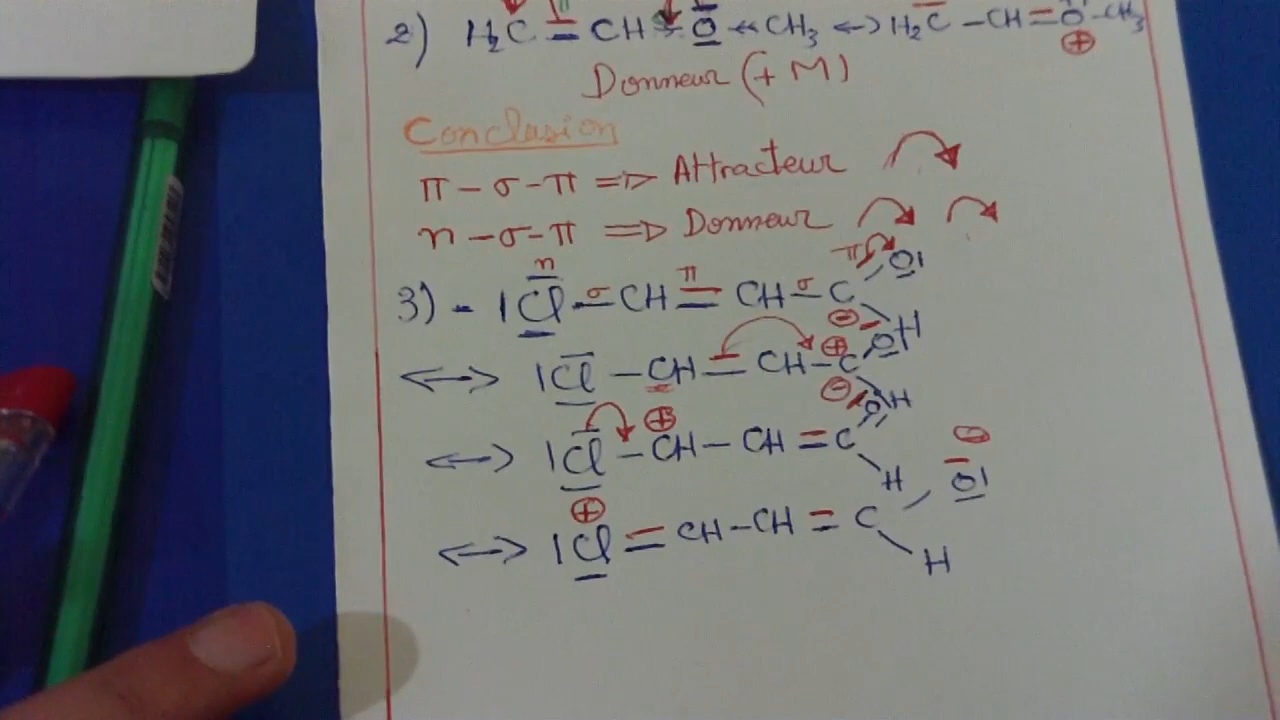 2) H₂C = CH - O - CH₃ ↔ H₂C - CH = O - CH₃
⊕
Donneur (+M)
Conclusion
π - σ - π ⇒ Attracteur
n - σ - π ⇒ Donneur
n σ π σ π
3) - |Cl - CH = CH - C O| H
⊖
↔ |Cl - CH = CH - C ⊕ O| H
⊖
↔ |Cl - CH - CH = C O H
⊕
⊖
↔ |Cl = CH - CH = C O| H
⊕